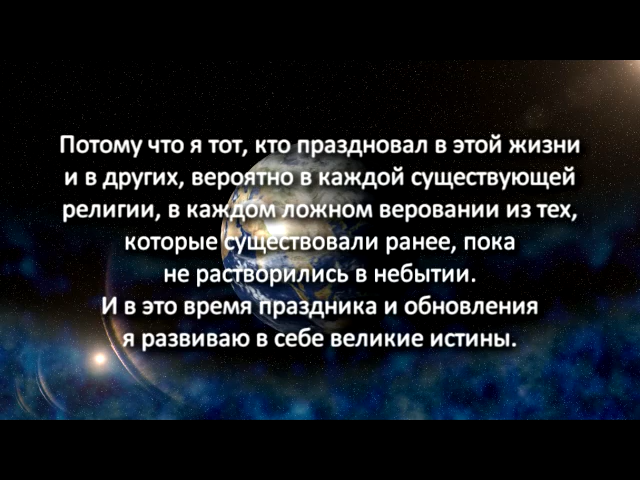 Потому что я тот, кто праздновал в этой жизни
и в других, вероятно в каждой существующей
религии, в каждом ложном веровании из тех,
которые существовали ранее, пока
не растворились в небытии.
И в это время праздника и обновления
я развиваю в себе великие истины.